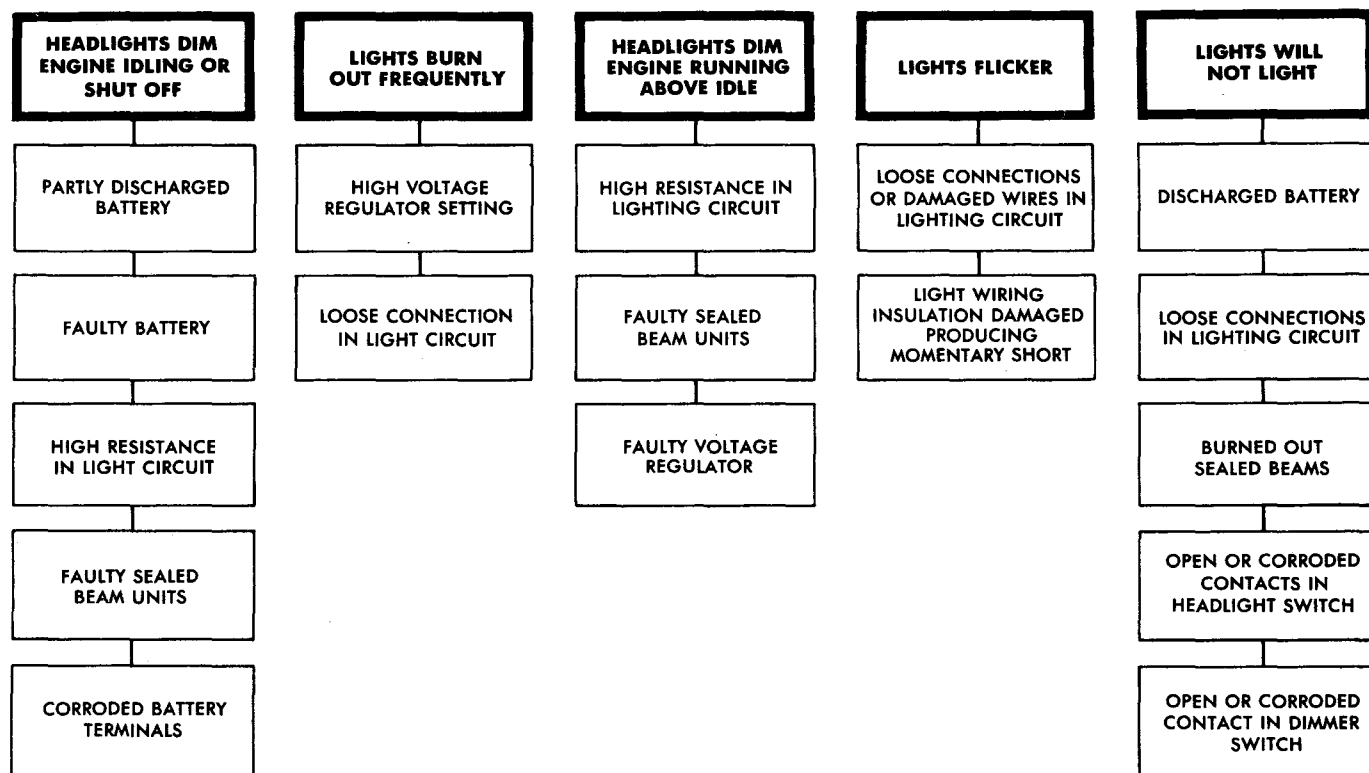 HEADLIGHTS DIM
ENGINE IDLING OR
SHUT OFF
PARTLY DISCHARGED
BATTERY
FAULTY BATTERY
HIGH RESISTANCE
IN LIGHT CIRCUIT
FAULTY SEALED
BEAM UNITS
CORRODED BATTERY
TERMINALS
LIGHTS BURN
OUT FREQUENTLY
HIGH VOLTAGE
REGULATOR SETTING
LOOSE CONNECTION
IN LIGHT CIRCUIT
HEADLIGHTS DIM
ENGINE RUNNING
ABOVE IDLE
HIGH RESISTANCE IN
LIGHTING CIRCUIT
FAULTY SEALED
BEAM UNITS
FAULTY VOLTAGE
REGULATOR
LIGHTS FLICKER
LOOSE CONNECTIONS
OR DAMAGED WIRES IN
LIGHTING CIRCUIT
LIGHT WIRING
INSULATION DAMAGED
PRODUCING
MOMENTARY SHORT
LIGHTS WILL
NOT LIGHT
DISCHARGED BATTERY
LOOSE CONNECTIONS
IN LIGHTING CIRCUIT
BURNED OUT
SEALED BEAMS
OPEN OR CORRODED
CONTACTS IN
HEADLIGHT SWITCH
OPEN OR CORRODED
CONTACT IN DIMMER
SWITCH